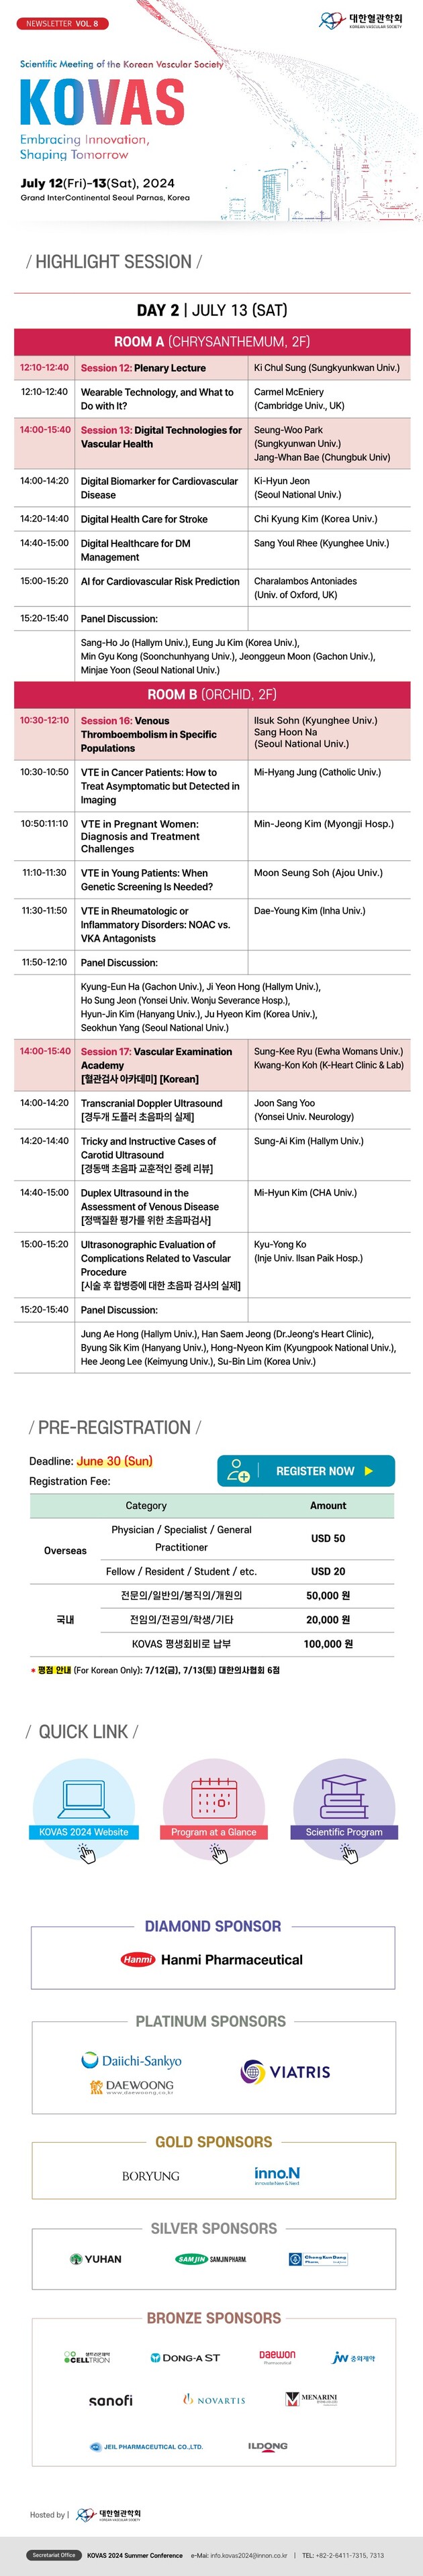 NEWSLETTER VOL. 8
대한혈관학회
KOREAN VASCULAR SOCIETY
Scientific Meeting of the Korean Vascular Society
KOVAS
Embracing Innovation,
Shaping Tomorrow
July 12(Fri)-13(Sat), 2024
Grand InterContinental Seoul Parnas, Korea
/ HIGHLIGHT SESSION /
DAY 2 | JULY 13 (SAT)
ROOM A (CHRYSANTHEMUM, 2F)
12:10-12:40 Session 12: Plenary Lecture Ki Chul Sung (Sungkyunkwan Univ.)
12:10-12:40 Wearable Technology, and What to Carmel McEniery
Do with It? (Cambridge Univ., UK)
14:00-15:40 Session 13: Digital Technologies for Seung-Woo Park
Vascular Health (Sungkyunwan Univ.)
Jang-Whan Bae (Chungbuk Univ)
14:00-14:20 Digital Biomarker for Cardiovascular Ki-Hyun Jeon
Disease (Seoul National Univ.)
14:20-14:40 Digital Health Care for Stroke Chi Kyung Kim (Korea Univ.)
14:40-15:00 Digital Healthcare for DM Sang Youl Rhee (Kyunghee Univ.)
Management
15:00-15:20 AI for Cardiovascular Risk Prediction Charalambos Antoniades
(Univ. of Oxford, UK)
15:20-15:40 Panel Discussion:
Sang-Ho Jo (Hallym Univ.), Eung Ju Kim (Korea Univ.),
Min Gyu Kong (Soonchunhyang Univ.), Jeonggeun Moon (Gachon Univ.),
Minjae Yoon (Seoul National Univ.)
ROOM B (ORCHID, 2F)
10:30-12:10 Session 16: Venous Ilsuk Sohn (Kyunghee Univ.)
Thromboembolism in Specific Sang Hoon Na
Populations (Seoul National Univ.)
10:30-10:50 VTE in Cancer Patients: How to Mi-Hyang Jung (Catholic Univ.)
Treat Asymptomatic but Detected in
Imaging
10:50:11:10 VTE in Pregnant Women: Min-Jeong Kim (Myongji Hosp.)
Diagnosis and Treatment
Challenges
11:10-11:30 VTE in Young Patients: When Moon Seung Soh (Ajou Univ.)
Genetic Screening Is Needed?
11:30-11:50 VTE in Rheumatologic or Dae-Young Kim (Inha Univ.)
Inflammatory Disorders: NOAC vs.
VKA Antagonists
11:50-12:10 Panel Discussion:
Kyung-Eun Ha (Gachon Univ.), Ji Yeon Hong (Hallym Univ.),
Ho Sung Jeon (Yonsei Univ. Wonju Severance Hosp.),
Hyun-Jin Kim (Hanyang Univ.), Ju Hyeon Kim (Korea Univ.),
Seokhun Yang (Seoul National Univ.)
14:00-15:40 Session 17: Vascular Examination Sung-Kee Ryu (Ewha Womans Univ.)
Academy Kwang-Kon Koh (K-Heart Clinic & Lab)
[혈관검사 아카데미] [Korean]
14:00-14:20 Transcranial Doppler Ultrasound Joon Sang Yoo
[경두개 도플러 초음파의 실제] (Yonsei Univ. Neurology)
14:20-14:40 Tricky and Instructive Cases of Sung-Ai Kim (Hallym Univ.)
Carotid Ultrasound
[경동맥 초음파 교훈적인 증례 리뷰]
14:40-15:00 Duplex Ultrasound in the Mi-Hyun Kim (CHA Univ.)
Assessment of Venous Disease
[정맥질환 평가를 위한 초음파검사]
15:00-15:20 Ultrasonographic Evaluation of Kyu-Yong Ko
Complications Related to Vascular (Inje Univ. Ilsan Paik Hosp.)
Procedure
[시술 후 합병증에 대한 초음파 검사의 실제]
15:20-15:40 Panel Discussion:
Jung Ae Hong (Hallym Univ.), Han Saem Jeong (Dr.Jeong's Heart Clinic),
Byung Sik Kim (Hanyang Univ.), Hong-Nyeon Kim (Kyungpook National Univ.),
Hee Jeong Lee (Keimyung Univ.), Su-Bin Lim (Korea Univ.)
/ PRE-REGISTRATION /
Deadline: June 30 (Sun)
REGISTER NOW
Registration Fee:
Category Amount
Overseas Physician / Specialist / General Practitioner USD 50
Fellow / Resident / Student / etc. USD 20
국내 전문의/일반의/봉직의/개원의 50,000 원
전임의/전공의/학생/기타 20,000 원
KOVAS 평생회비로 납부 100,000 원
* 평점 안내 (For Korean Only): 7/12(금), 7/13(토) 대한의사협회 6점
/ QUICK LINK /
KOVAS 2024 Website Program at a Glance Scientific Program
DIAMOND SPONSOR
Hanmi Hanmi Pharmaceutical
PLATINUM SPONSORS
Daiichi-Sankyo
VIATRIS
DAEWOONG
www.daewoong.co.kr
GOLD SPONSORS
BORYUNG inno.N
SILVER SPONSORS
YUHAN SAMJIN SAMJIN PHARM. ChongKunDang Pharm.
BRONZE SPONSORS
셀트리온제약
CELLTRION DONG-A ST Daewon Pharmaceutical JW 중외제약
sanofi NOVARTIS MENARINI
JEIL PHARMACEUTICAL CO.,LTD. ILDONG
Hosted by | 대한혈관학회
KOREAN VASCULAR SOCIETY
Secretariat Office KOVAS 2024 Summer Conference e-Mai: info.kovas2024@innon.co.kr | TEL: +82-2-6411-7315, 7313